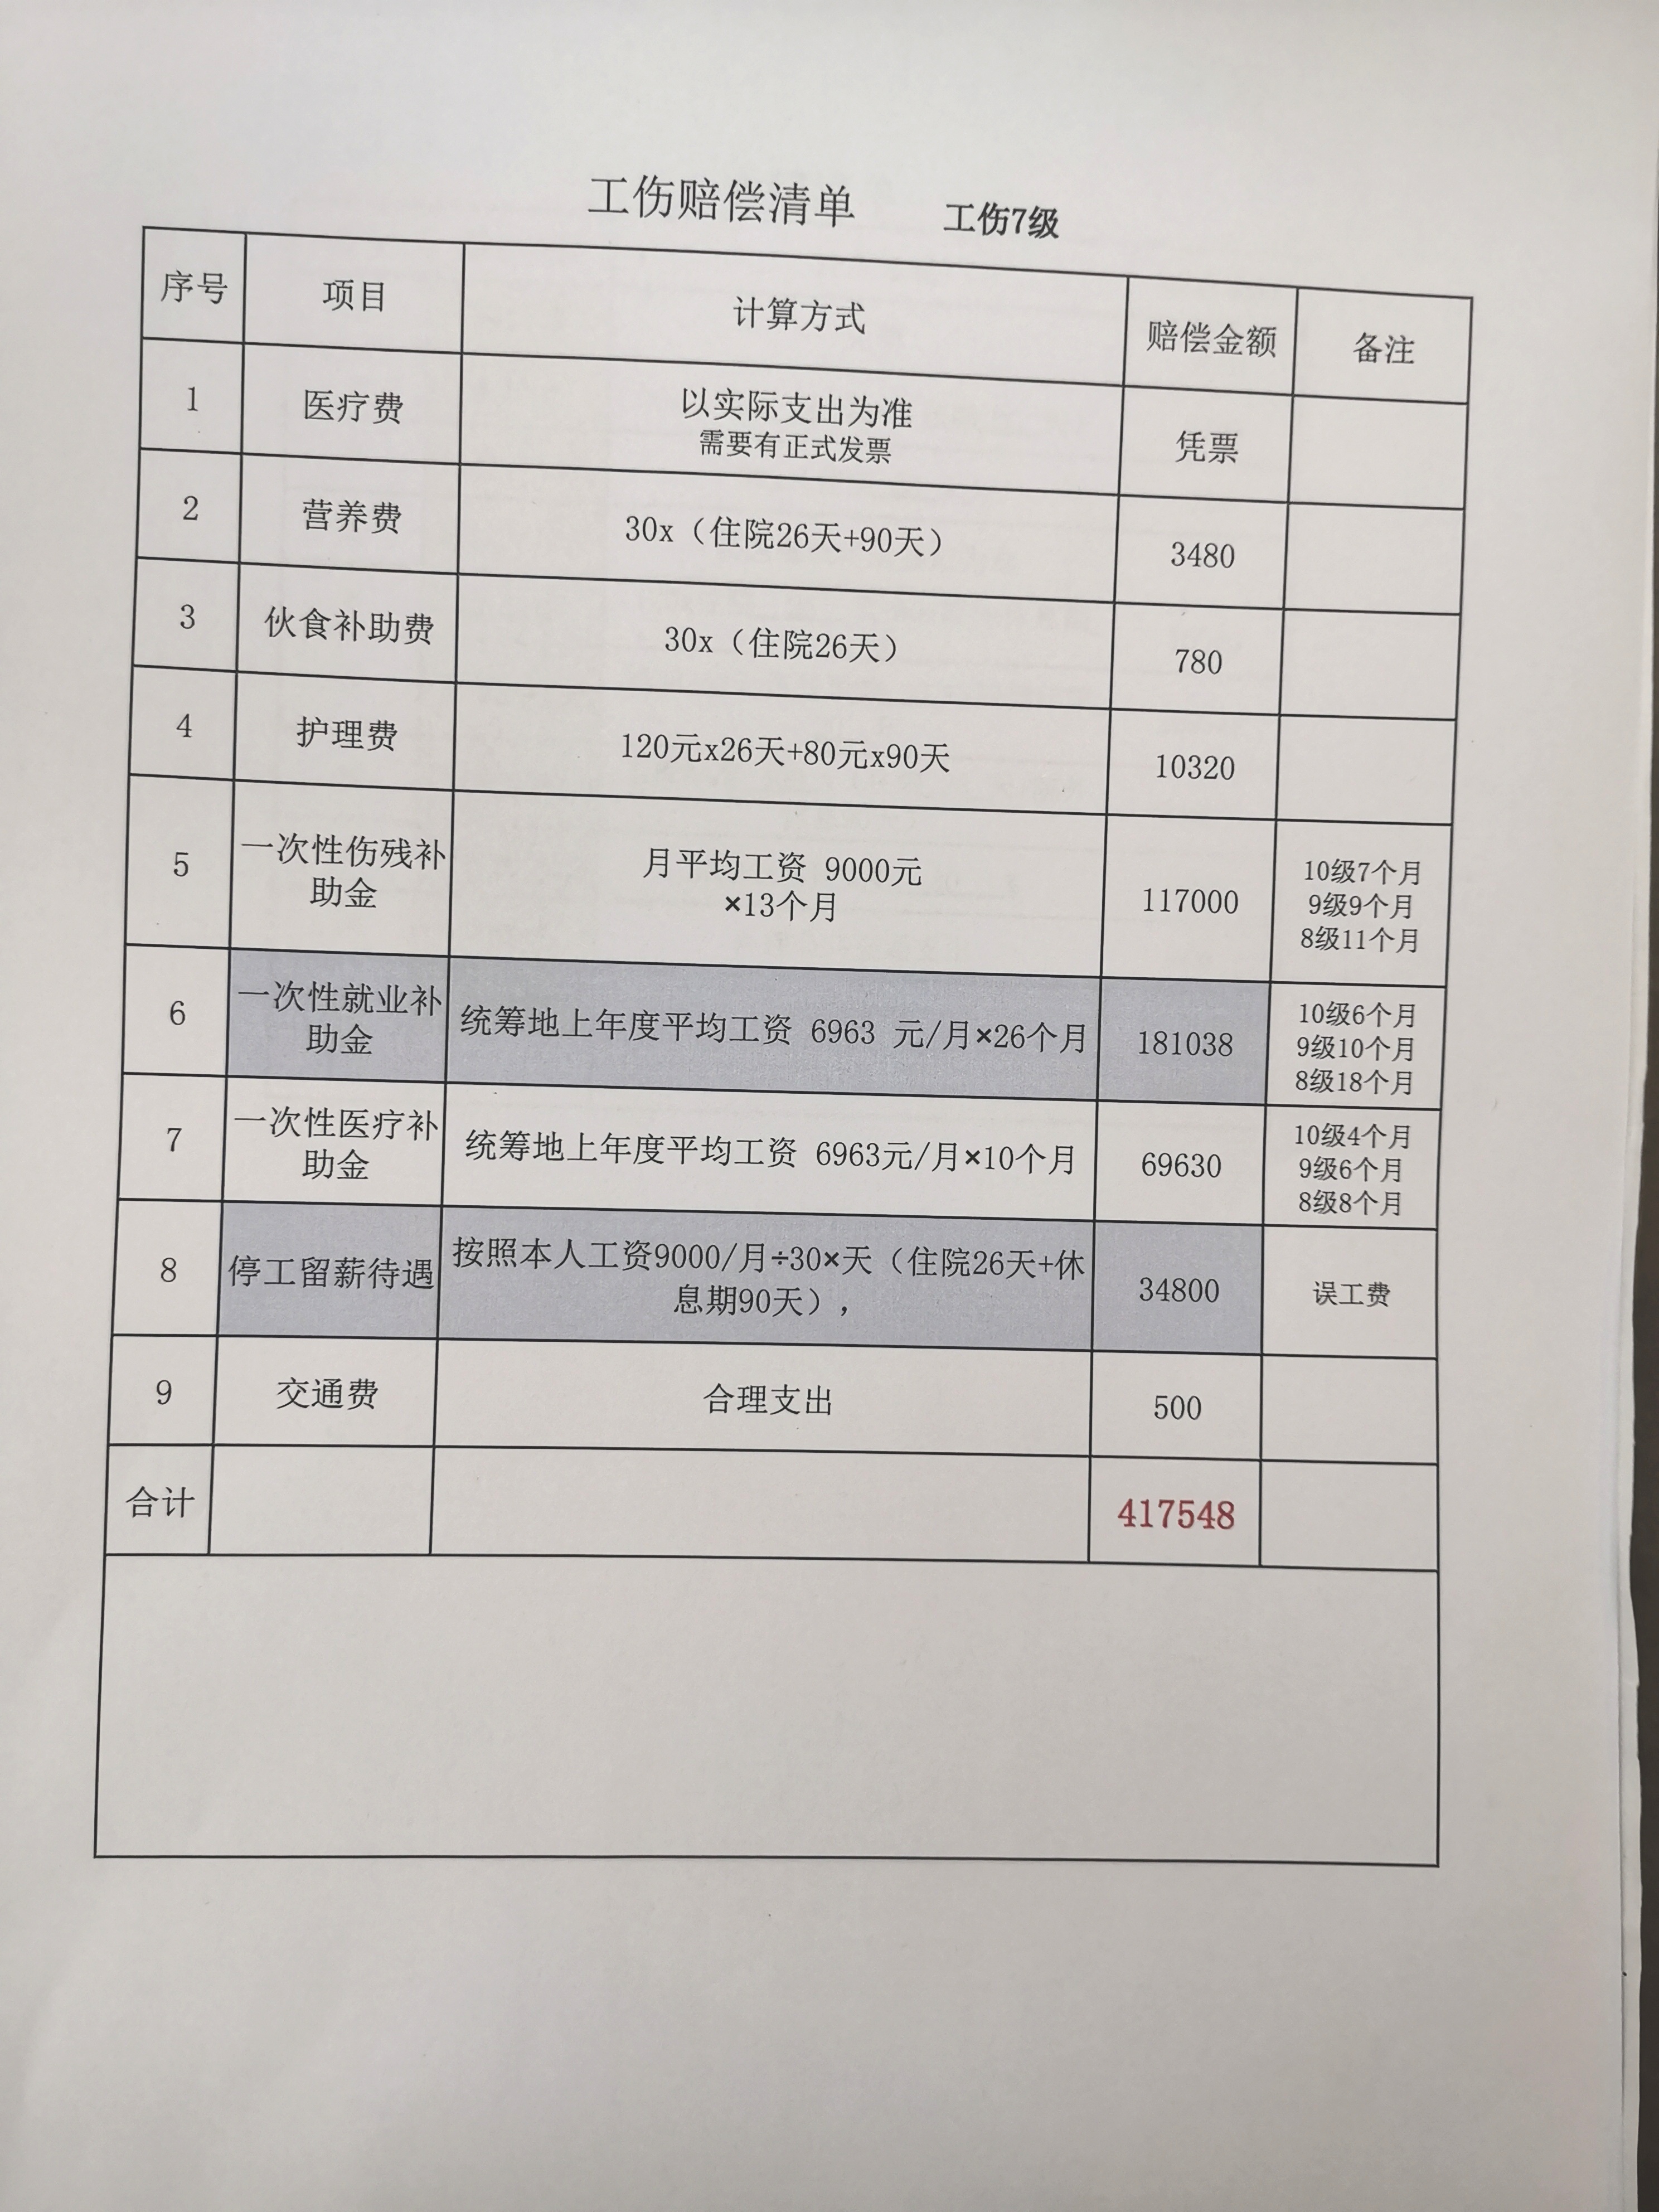 工伤赔偿清单 工伤7级
序号 项目 计算方式 赔偿金额 备注
1 医疗费 以实际支出为准 凭票
需要有正式发票
2 营养费 30x（住院26天+90天） 3480
3 伙食补助费 30x（住院26天） 780
4 护理费 120元x26天+80元x90天 10320
5 一次性伤残补 月平均工资 9000元 117000 10级7个月
助金 ×13个月 9级9个月
8级11个月
6 一次性就业补 统筹地上年度平均工资 6963 元/月×26个月 181038 10级6个月
助金 9级10个月
8级18个月
7 一次性医疗补 统筹地上年度平均工资 6963元/月×10个月 69630 10级4个月
助金 9级6个月
8级8个月
8 停工留薪待遇 按照本人工资9000/月÷30×天（住院26天+休 34800 误工费
息期90天），
9 交通费 合理支出 500
合计 417548